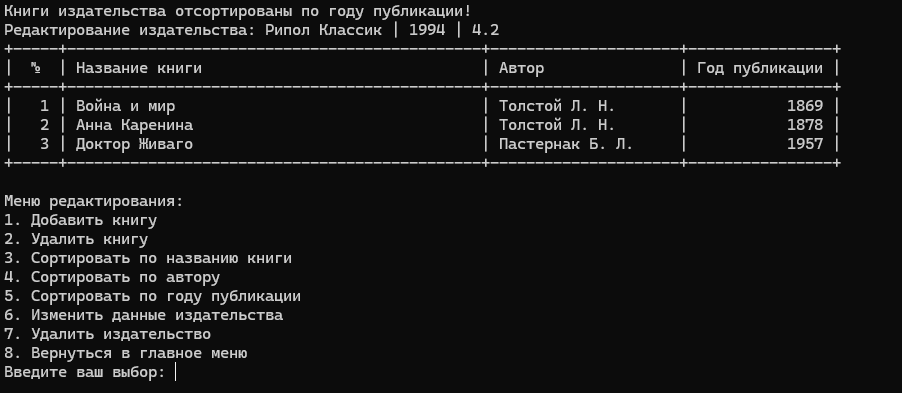 Книги издательства отсортированы по году публикации!
Редактирование издательства: Рипол Классик | 1994 | 4.2
+-----+----------------------------------------------+---------------------+----------------+
|  №  | Название книги                               | Автор               | Год публикации |
+-----+----------------------------------------------+---------------------+----------------+
|   1 | Война и мир                                  | Толстой Л. Н.       |           1869 |
|   2 | Анна Каренина                                | Толстой Л. Н.       |           1878 |
|   3 | Доктор Живаго                                | Пастернак Б. Л.     |           1957 |
+-----+----------------------------------------------+---------------------+----------------+
Меню редактирования:
1. Добавить книгу
2. Удалить книгу
3. Сортировать по названию книги
4. Сортировать по автору
5. Сортировать по году публикации
6. Изменить данные издательства
7. Удалить издательство
8. Вернуться в главное меню
Введите ваш выбор: